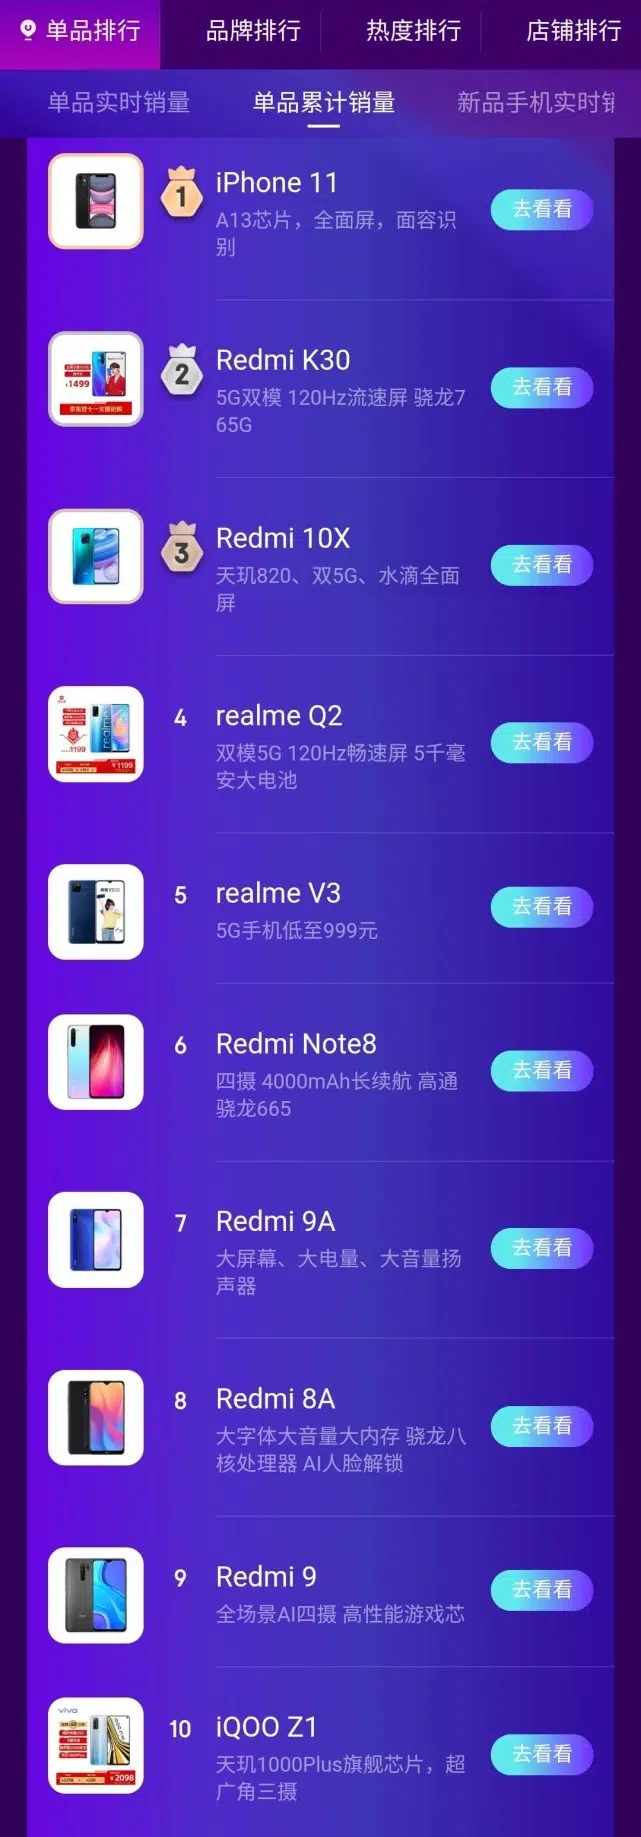 单品排行 品牌排行 热度排行 店铺排行
单品实时销量 单品累计销量 新品手机实时销
1 iPhone 11
A13芯片，全面屏，面容识
别
去看看
¥1499
2 Redmi K30
5G双模 120Hz流速屏 骁龙7
65G
去看看
3 Redmi 10X
天玑820、双5G、水滴全面
屏
去看看
realme
1199
¥1199
4 realme Q2
双模5G 120Hz畅速屏 5千毫
安大电池
去看看
5 realme V3
5G手机低至999元
去看看
6 Redmi Note8
四摄 4000mAh长续航 高通
骁龙665
去看看
7 Redmi 9A
大屏幕、大电量、大音量扬
声器
去看看
8 Redmi 8A
大字体大音量大内存 骁龙八
核处理器 AI人脸解锁
去看看
9 Redmi 9
全场景AI四摄 高性能游戏芯
去看看
vivo
¥2098
10 iQOO Z1
天玑1000Plus旗舰芯片，超
广角三摄
去看看